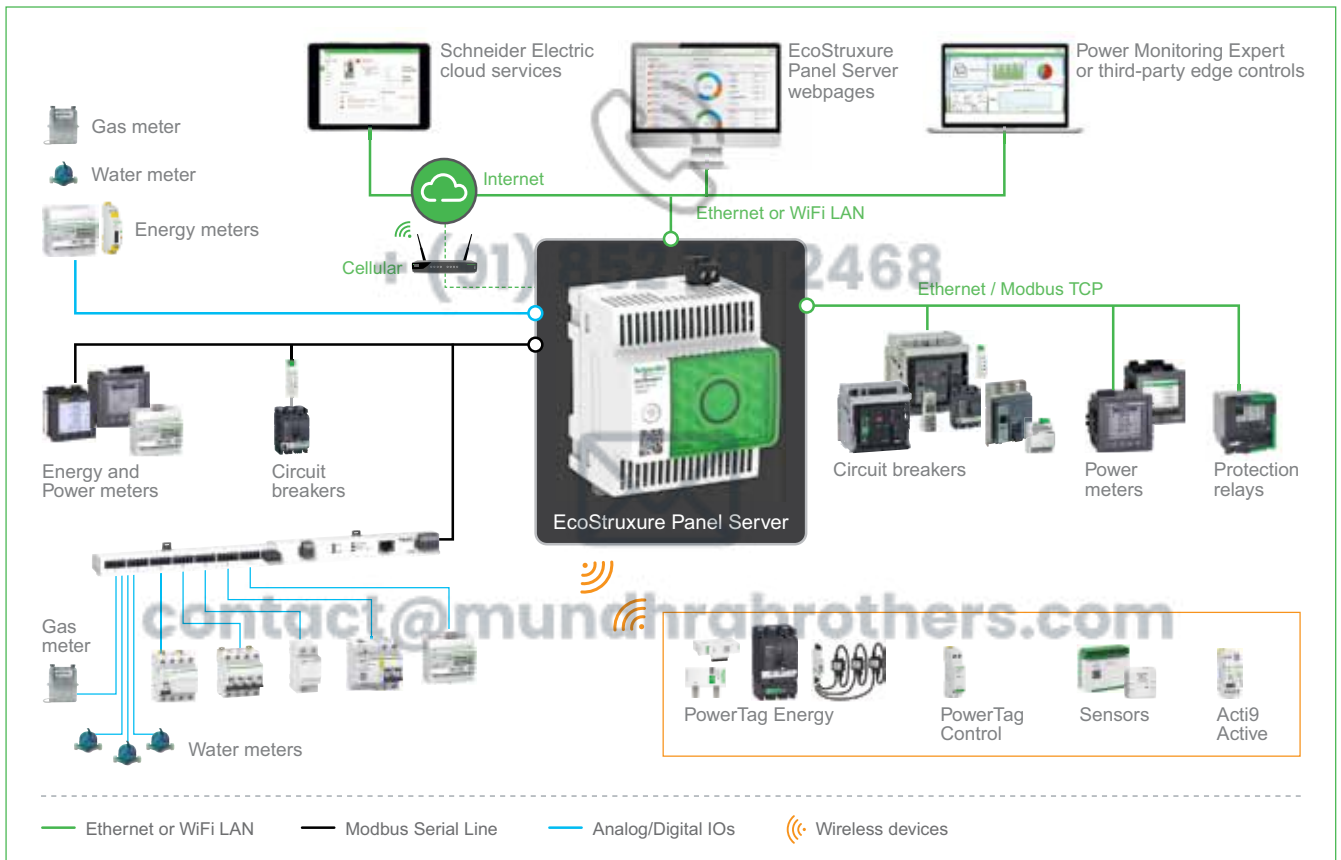 Schneider Electric
cloud services
EcoStruxure
Panel Server
webpages
Power Monitoring Expert
or third-party edge controls
Gas meter
Water meter
Energy meters
Internet
Ethernet or WiFi LAN
Cellular
Ethernet / Modbus TCP
Energy and
Power meters
Circuit
breakers
EcoStruxure Panel Server
Circuit breakers
Power
meters
Protection
relays
contact@mundhrabrothers.com
Gas
meter
Water meters
PowerTag Energy
PowerTag
Control
Sensors
Acti9
Active
Ethernet or WiFi LAN
Modbus Serial Line
Analog/Digital IOs
Wireless devices